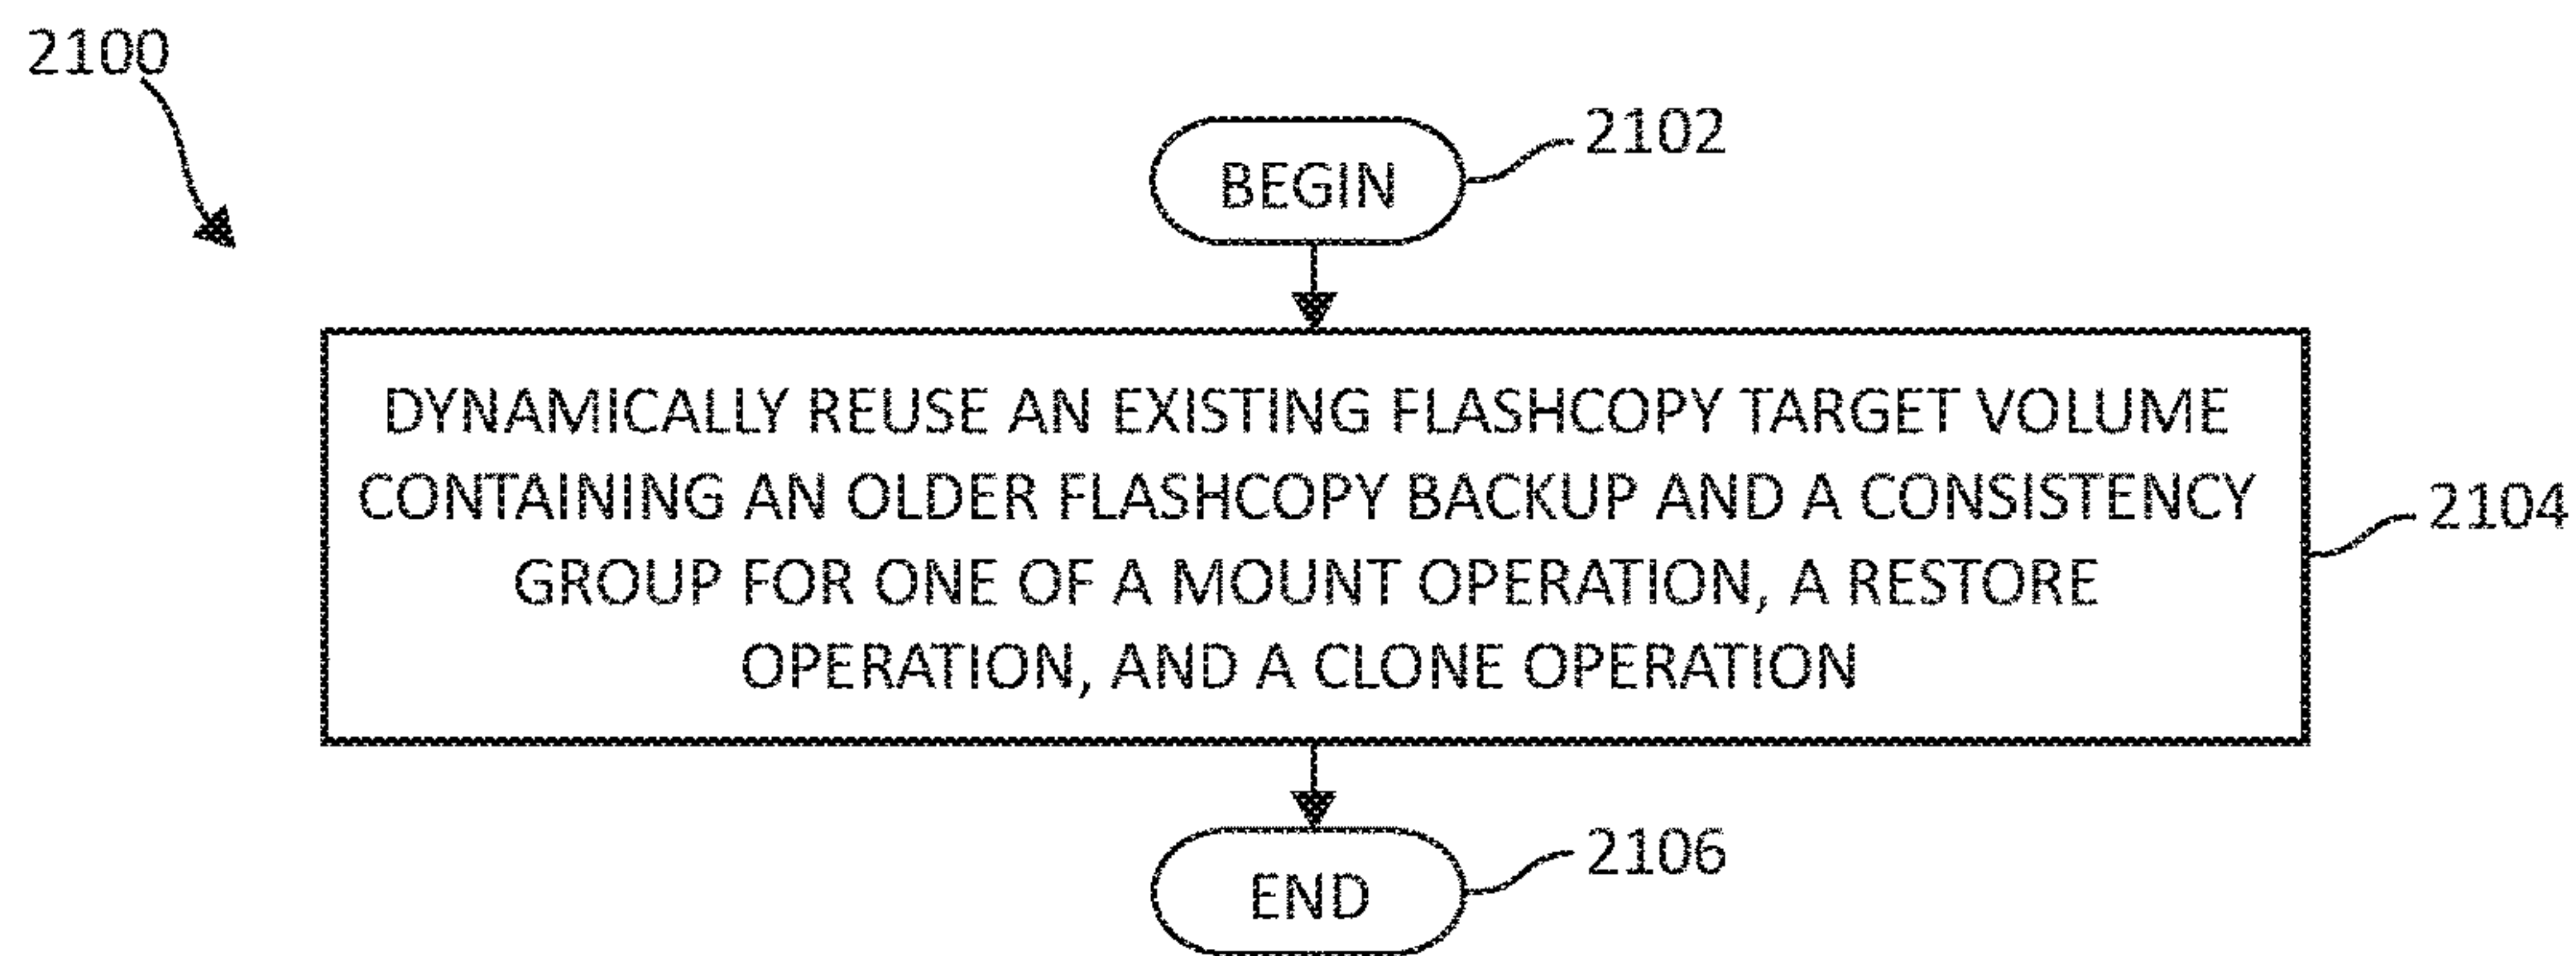 2100
2102
BEGIN
DYNAMICALLY REUSE AN EXISTING FLASHCOPY TARGET VOLUME
CONTAINING AN OLDER FLASHCOPY BACKUP AND A CONSISTENCY
GROUP FOR ONE OF A MOUNT OPERATION, A RESTORE
OPERATION, AND A CLONE OPERATION
2104
2106
END